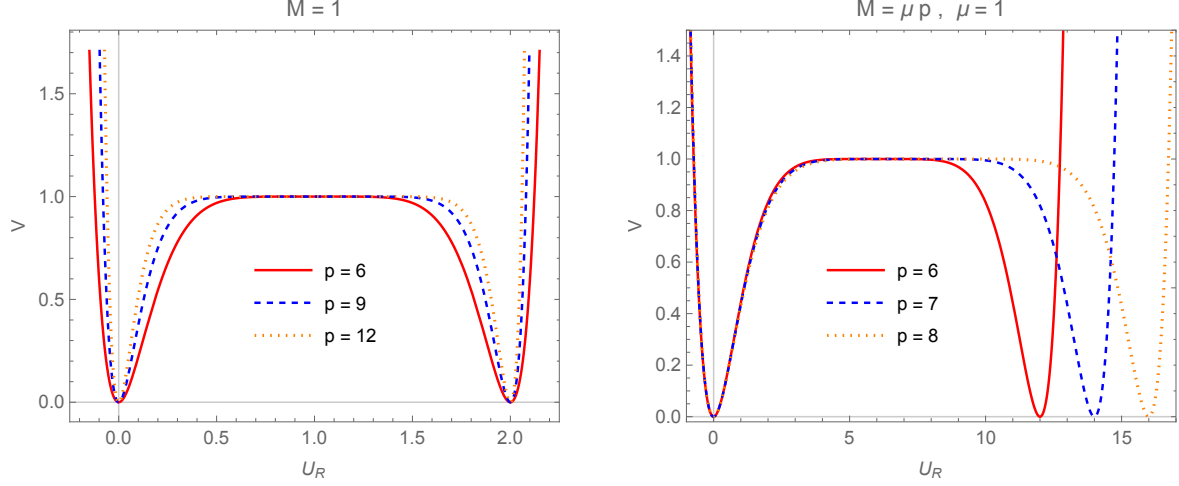 M = 1
V
1.5
1.0
0.5
0.0
p = 6
p = 9
p = 12
0.0 0.5 1.0 1.5 2.0
U_R
M = μ p , μ = 1
V
1.4
1.2
1.0
0.8
0.6
0.4
0.2
0.0
p = 6
p = 7
p = 8
0 5 10 15
U_R